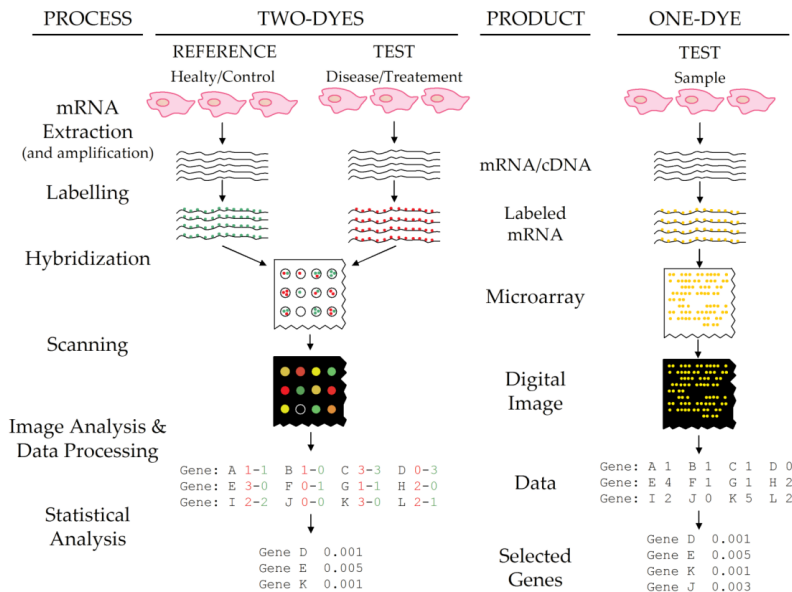 PROCESS TWO-DYES PRODUCT ONE-DYE
REFERENCE TEST TEST
Healty/Control Disease/Treatement Sample
mRNA
Extraction
(and amplification)
mRNA/cDNA
Labelling
Labeled
mRNA
Hybridization
Microarray
Scanning
Digital
Image
Image Analysis &
Data Processing
Gene: A 1-1 B 1-0 C 3-3 D 0-3
Gene: E 3-0 F 0-1 G 1-1 H 2-0
Gene: I 2-2 J 0-0 K 3-0 L 2-1
Data
Gene: A 1 B 1 C 1 D 0
Gene: E 4 F 1 G 1 H 2
Gene: I 2 J 0 K 5 L 2
Statistical
Analysis
Gene D 0.001
Gene E 0.005
Gene K 0.001
Selected
Genes
Gene D 0.001
Gene E 0.005
Gene K 0.001
Gene J 0.003